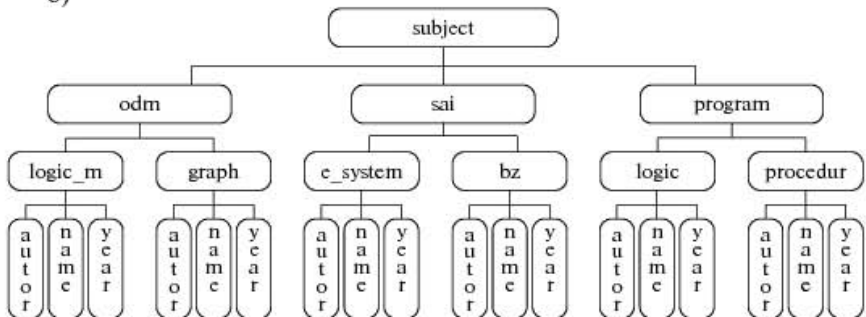 subject
odm sai program
logic_m graph e_system bz logic procedur
autor name year autor name year autor name year autor name year autor name year autor name year